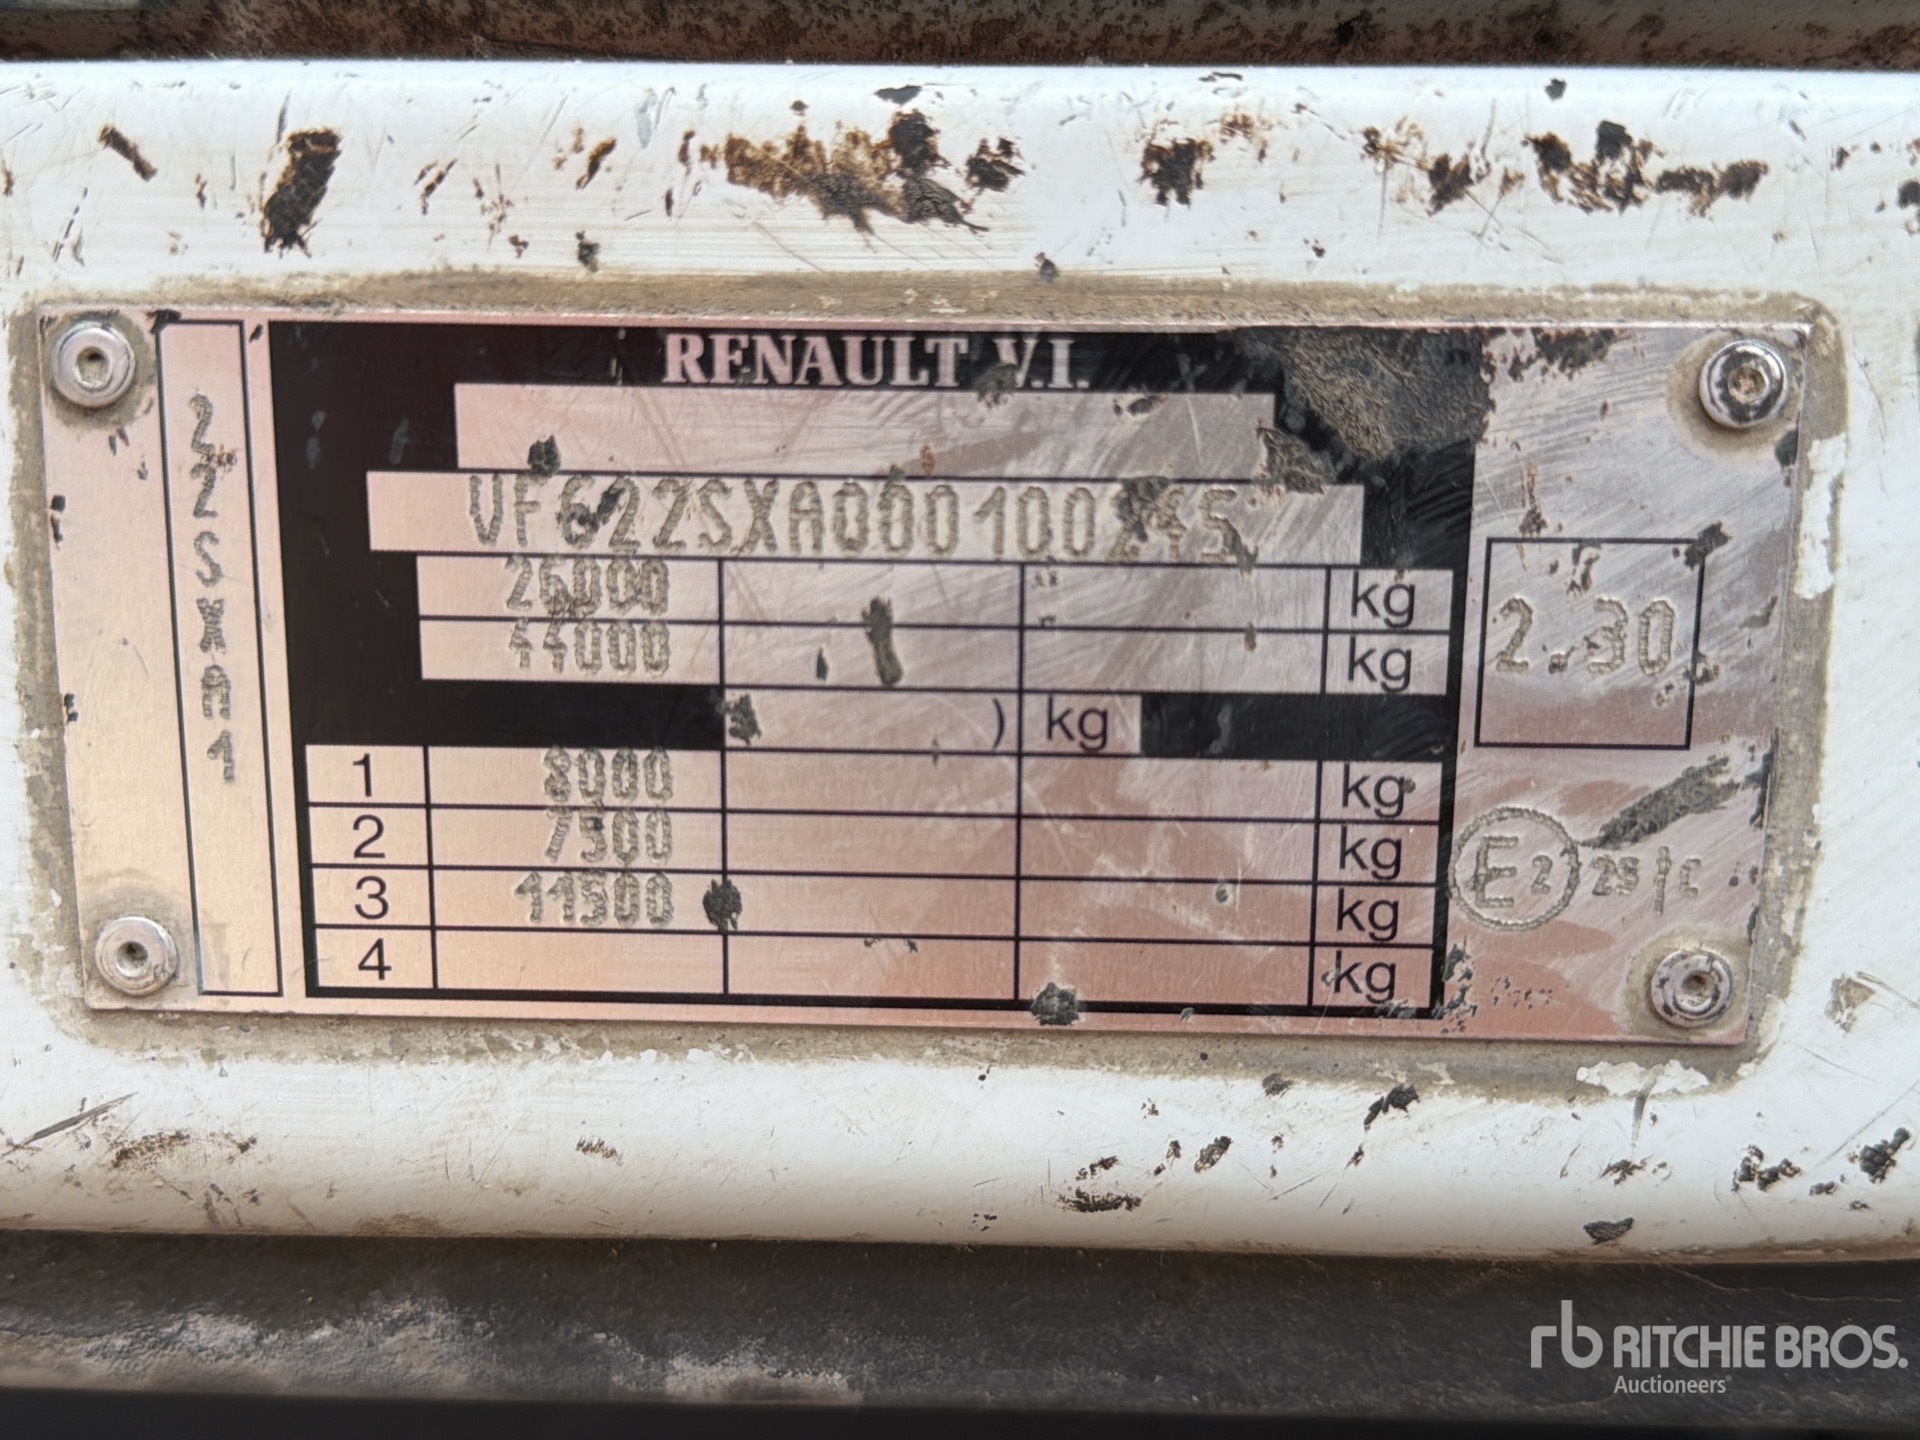 RENAULT V.I.
22SXA1
VF622SXA000100245
26000 kg
44000 kg
) kg
1 8000 kg
2 7500 kg
3 11500 kg
4 kg
2.30
E2
rb RITCHIE BROS.
Auctioneers